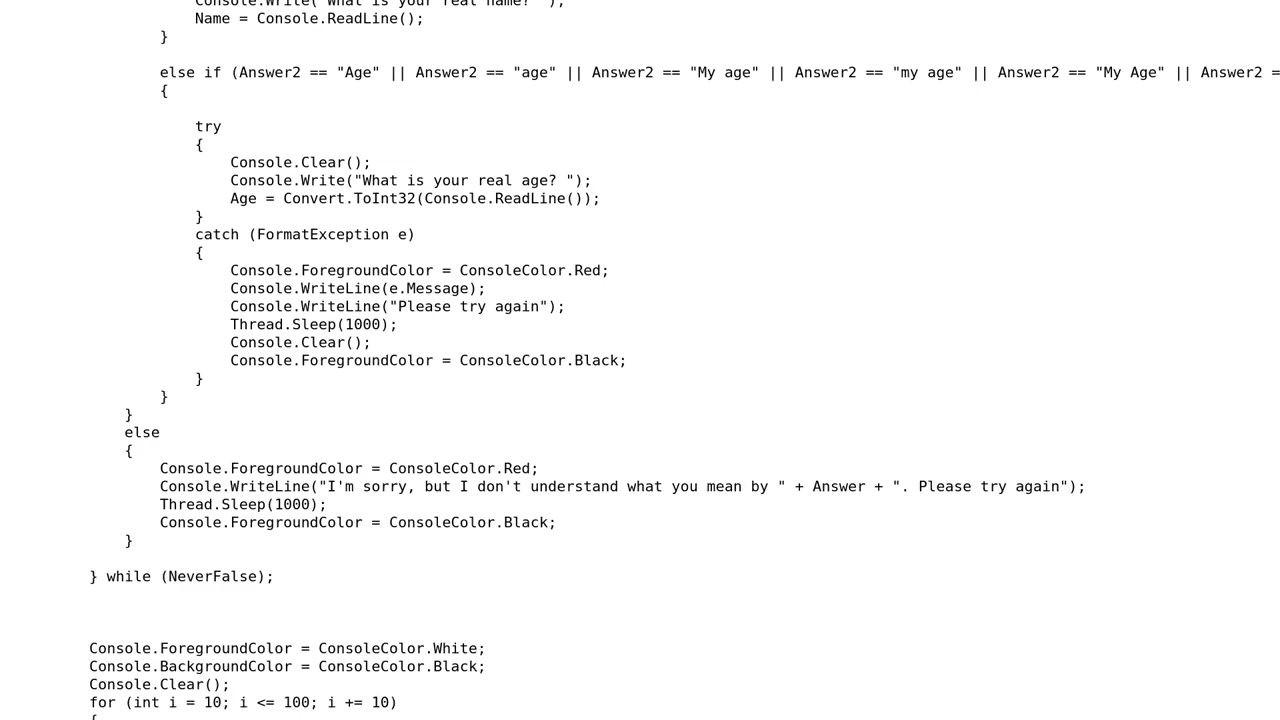 Console.Write("What is your real name? ");
Name = Console.ReadLine();
}
else if (Answer2 == "Age" || Answer2 == "age" || Answer2 == "My age" || Answer2 == "my age" || Answer2 == "My Age" || Answer2 =
{
try
{
Console.Clear();
Console.Write("What is your real age? ");
Age = Convert.ToInt32(Console.ReadLine());
}
catch (FormatException e)
{
Console.ForegroundColor = ConsoleColor.Red;
Console.WriteLine(e.Message);
Console.WriteLine("Please try again");
Thread.Sleep(1000);
Console.Clear();
Console.ForegroundColor = ConsoleColor.Black;
}
}
}
else
{
Console.ForegroundColor = ConsoleColor.Red;
Console.WriteLine("I'm sorry, but I don't understand what you mean by " + Answer + ". Please try again");
Thread.Sleep(1000);
Console.ForegroundColor = ConsoleColor.Black;
}
} while (NeverFalse);
Console.ForegroundColor = ConsoleColor.White;
Console.BackgroundColor = ConsoleColor.Black;
Console.Clear();
for (int i = 10; i <= 100; i += 10)
{